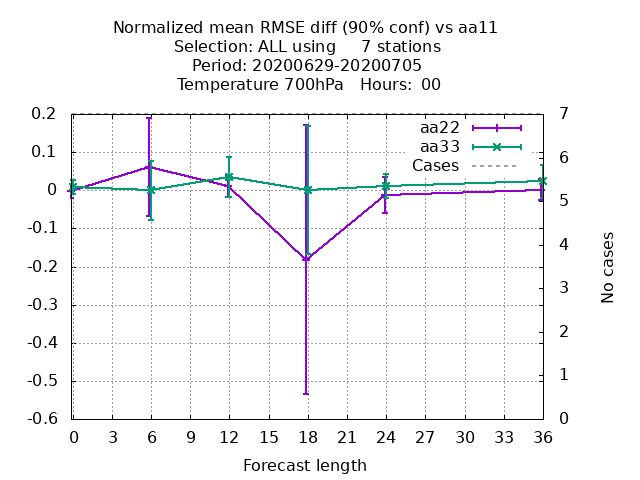 Normalized mean RMSE diff (90% conf) vs aa11
Selection: ALL using     7 stations
Period: 20200629-20200705
Temperature 700hPa   Hours:  00
aa22
aa33
Cases
0.2
0.1
0
-0.1
-0.2
-0.3
-0.4
-0.5
-0.6
7
6
5
4
3
2
1
0
No cases
0 3 6 9 12 15 18 21 24 27 30 33 36
Forecast length